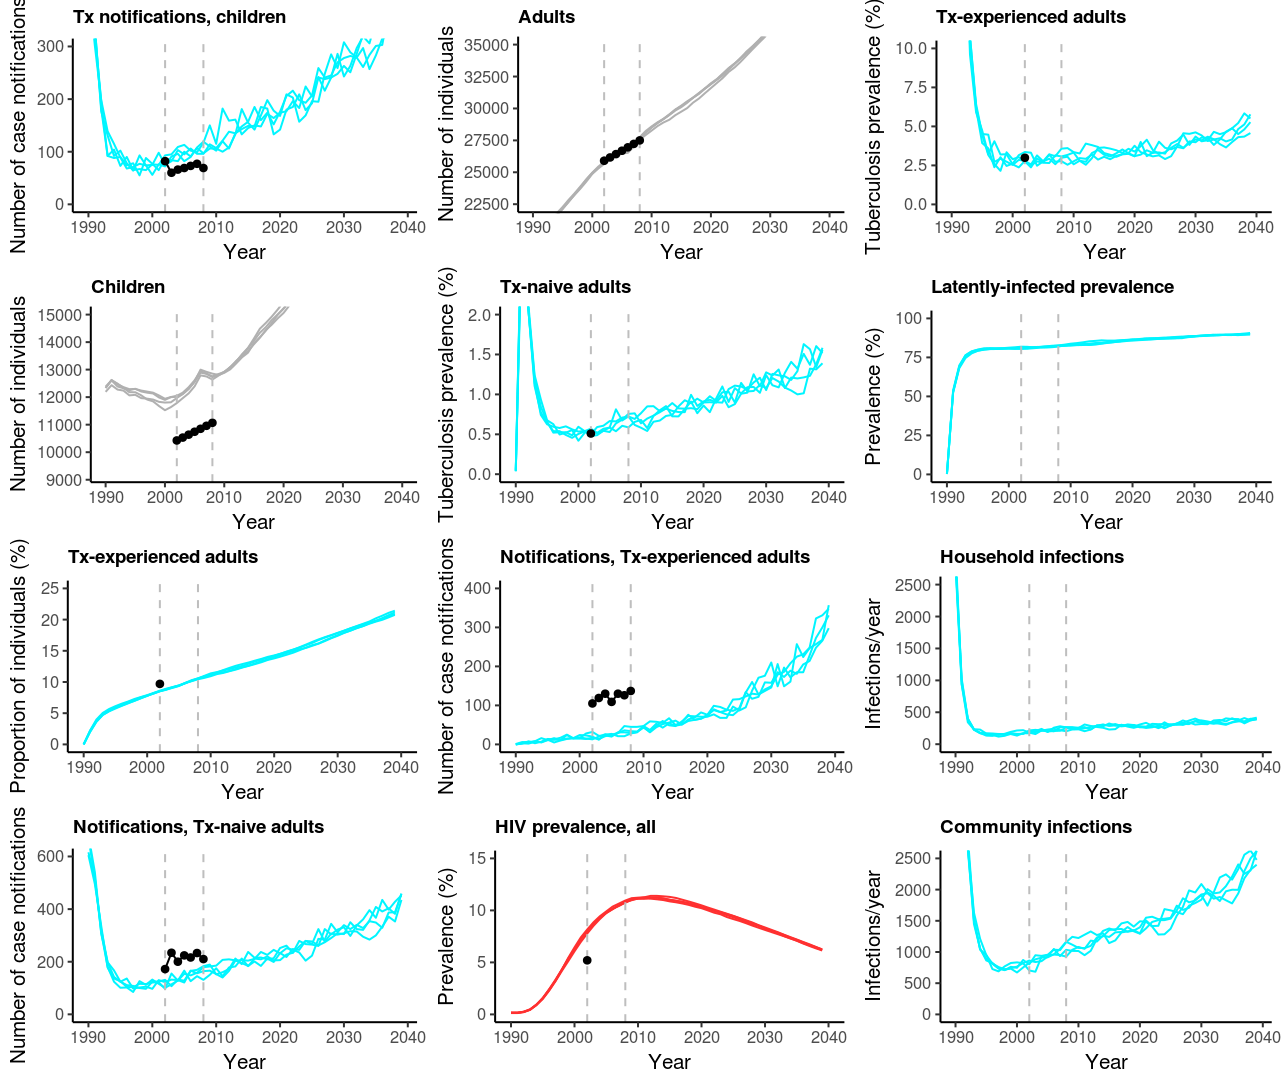 Tx notifications, children
Number of case notifications
300
200
100
0
1990 2000 2010 2020 2030 2040
Year
Adults
Number of individuals
35000
32500
30000
27500
25000
22500
1990 2000 2010 2020 2030 2040
Year
Tx-experienced adults
Tuberculosis prevalence (%)
10.0
7.5
5.0
2.5
0.0
1990 2000 2010 2020 2030 2040
Year
Children
Number of individuals
15000
14000
13000
12000
11000
10000
9000
1990 2000 2010 2020 2030 2040
Year
Tx-naive adults
Tuberculosis prevalence (%)
2.0
1.5
1.0
0.5
0.0
1990 2000 2010 2020 2030 2040
Year
Latently-infected prevalence
Prevalence (%)
100
75
50
25
0
1990 2000 2010 2020 2030 2040
Year
Tx-experienced adults
Proportion of individuals (%)
25
20
15
10
5
0
1990 2000 2010 2020 2030 2040
Year
Notifications, Tx-experienced adults
Number of case notifications
400
300
200
100
0
1990 2000 2010 2020 2030 2040
Year
Household infections
Infections/year
2500
2000
1500
1000
500
0
1990 2000 2010 2020 2030 2040
Year
Notifications, Tx-naive adults
Number of case notifications
600
400
200
0
1990 2000 2010 2020 2030 2040
Year
HIV prevalence, all
Prevalence (%)
15
10
5
0
1990 2000 2010 2020 2030 2040
Year
Community infections
Infections/year
2500
2000
1500
1000
500
0
1990 2000 2010 2020 2030 2040
Year